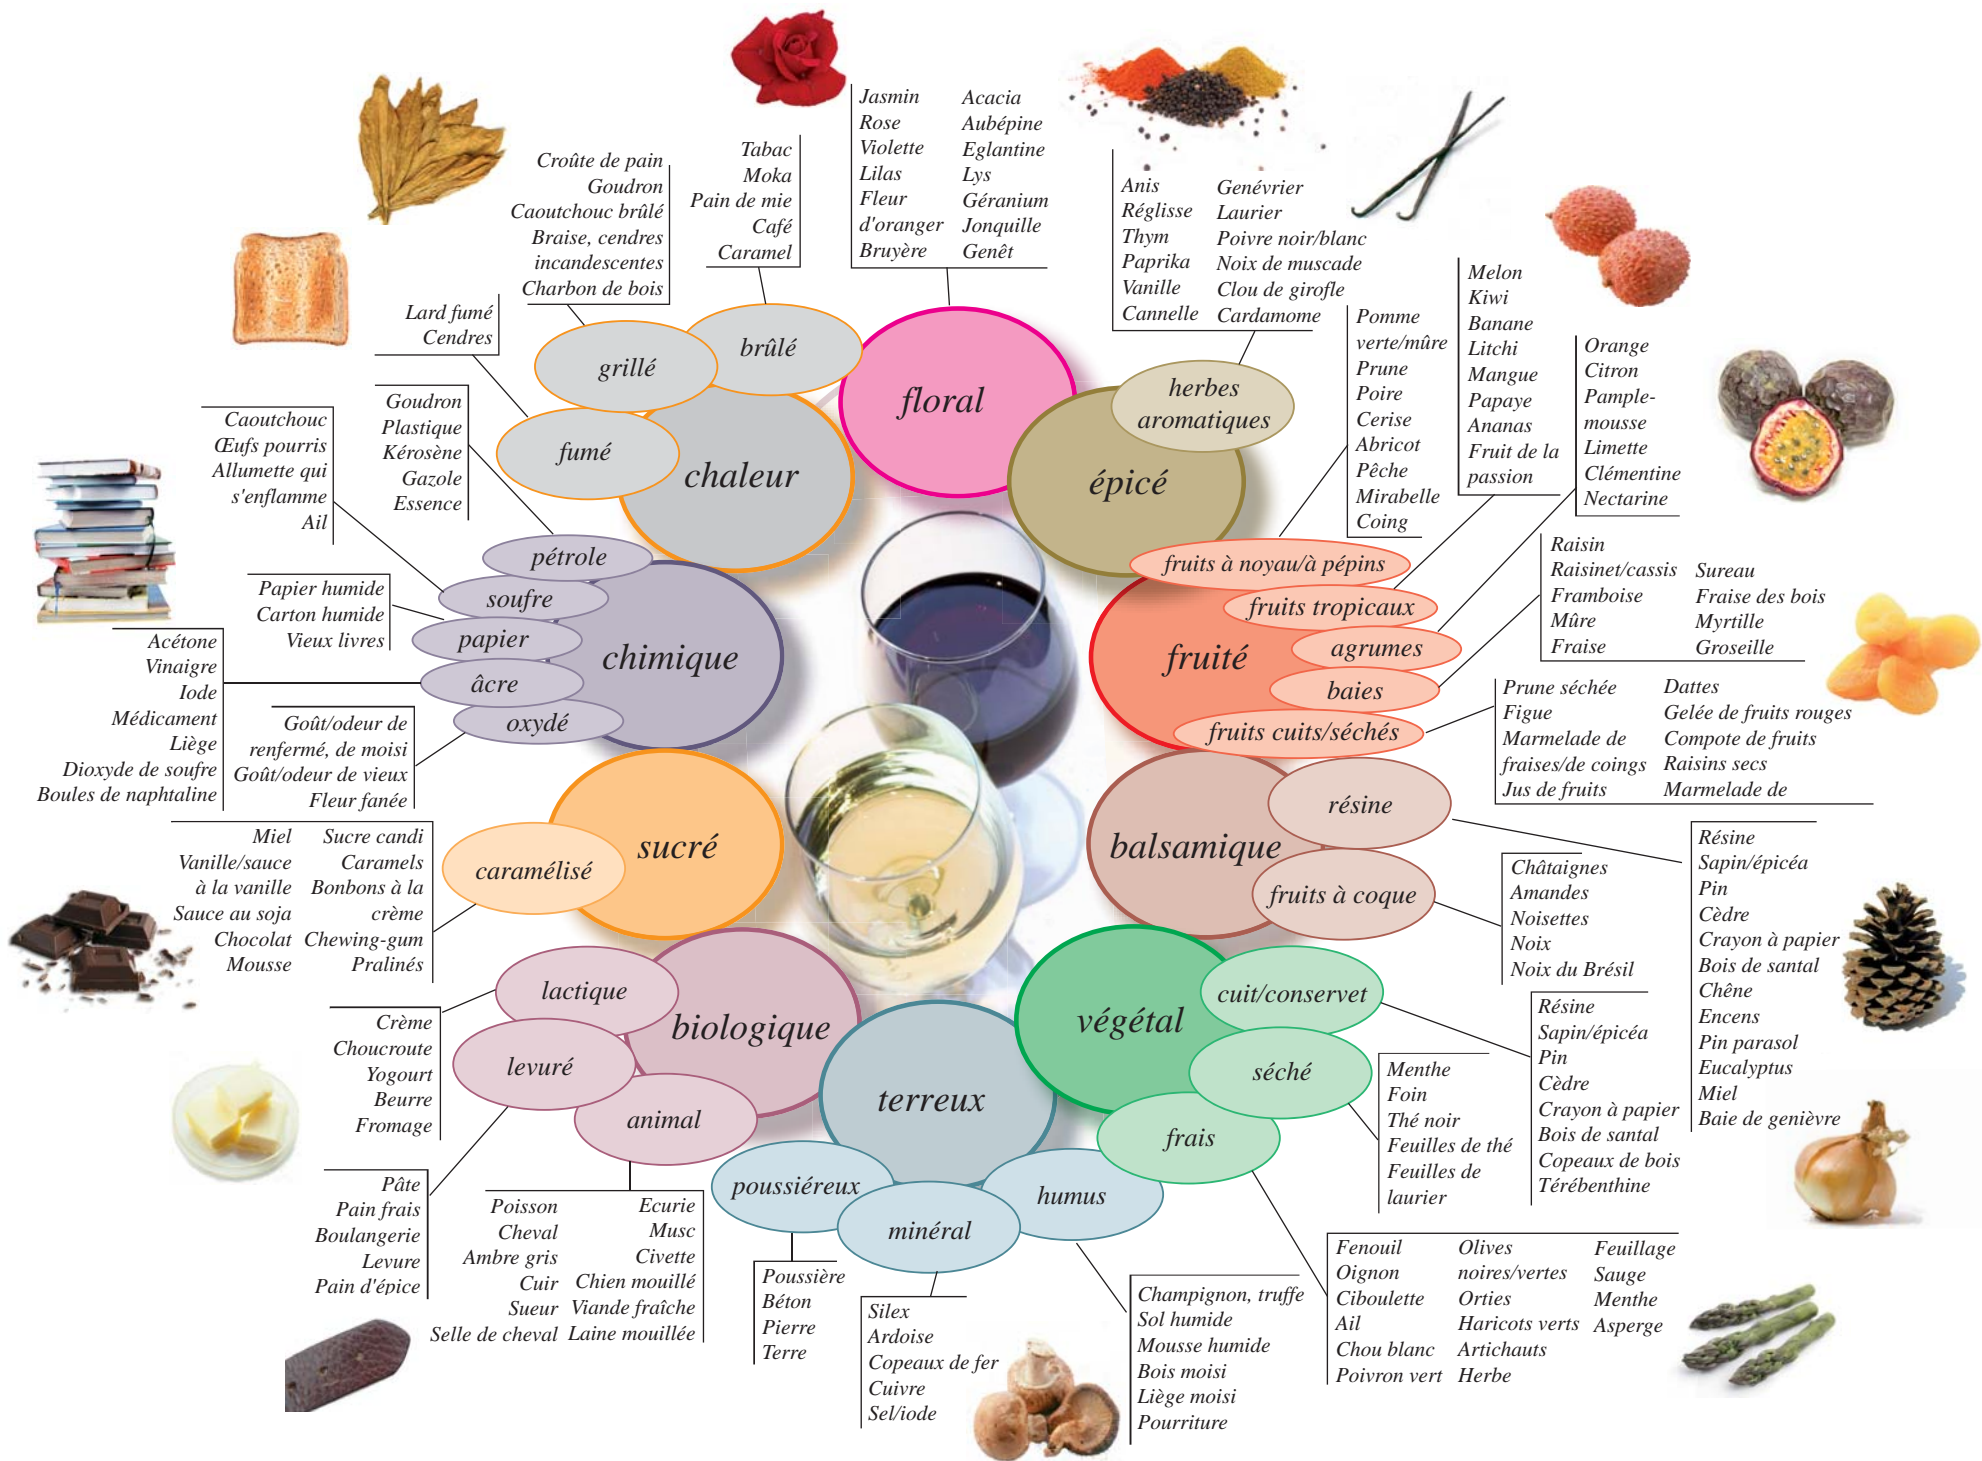 Jasmin
Rose
Violette
Lilas
Fleur
d'oranger
Bruyère
Acacia
Aubépine
Eglantine
Lys
Géranium
Jonquille
Genêt
Tabac
Moka
Pain de mie
Café
Caramel
Croûte de pain
Goudron
Caoutchouc brûlé
Braise, cendres
incandescentes
Charbon de bois
Lard fumé
Cendres
brûlé
grillé
fumé
chaleur
floral
Anis
Réglisse
Thym
Paprika
Vanille
Cannelle
Genévrier
Laurier
Poivre noir/blanc
Noix de muscade
Clou de girofle
Cardamome
herbes
aromatiques
épicé
Pomme
verte/mûre
Prune
Poire
Cerise
Abricot
Pêche
Mirabelle
Coing
Melon
Kiwi
Banane
Litchi
Mangue
Papaye
Ananas
Fruit de la
passion
Orange
Citron
Pample-
mousse
Limette
Clémentine
Nectarine
Raisin
Raisinet/cassis
Framboise
Mûre
Fraise
Sureau
Fraise des bois
Myrtille
Groseille
fruits à noyau/à pépins
fruits tropicaux
agrumes
baies
fruits cuits/séchés
fruité
Prune séchée
Figue
Marmelade de
fraises/de coings
Jus de fruits
Dattes
Gelée de fruits rouges
Compote de fruits
Raisins secs
Marmelade de
Goudron
Plastique
Kérosène
Gazole
Essence
Caoutchouc
Œufs pourris
Allumette qui
s'enflamme
Ail
Papier humide
Carton humide
Vieux livres
Acétone
Vinaigre
Iode
Médicament
Liège
Dioxyde de soufre
Boules de naphtaline
Goût/odeur de
renfermé, de moisi
Goût/odeur de vieux
Fleur fanée
pétrole
soufre
papier
âcre
oxydé
chimique
sucré
caramélisé
Miel
Vanille/sauce
à la vanille
Sauce au soja
Chocolat
Mousse
Sucre candi
Caramels
Bonbons à la
crème
Chewing-gum
Pralinés
balsamique
résine
fruits à coque
Résine
Sapin/épicéa
Pin
Cèdre
Crayon à papier
Bois de santal
Chêne
Encens
Pin parasol
Eucalyptus
Miel
Baie de genièvre
Châtaignes
Amandes
Noisettes
Noix
Noix du Brésil
lactique
levuré
animal
biologique
Crème
Choucroute
Yogourt
Beurre
Fromage
Pâte
Pain frais
Boulangerie
Levure
Pain d'épice
Poisson
Cheval
Ambre gris
Cuir
Sueur
Selle de cheval
Ecurie
Musc
Civette
Chien mouillé
Viande fraîche
Laine mouillée
terreux
poussiéreux
minéral
humus
Poussière
Béton
Pierre
Terre
Silex
Ardoise
Copeaux de fer
Cuivre
Sel/iode
Champignon, truffe
Sol humide
Mousse humide
Bois moisi
Liège moisi
Pourriture
végétal
cuit/conservet
séché
frais
Résine
Sapin/épicéa
Pin
Cèdre
Crayon à papier
Bois de santal
Copeaux de bois
Térébenthine
Menthe
Foin
Thé noir
Feuilles de thé
Feuilles de
laurier
Fenouil
Oignon
Ciboulette
Ail
Chou blanc
Poivron vert
Olives
noires/vertes
Orties
Haricots verts
Artichauts
Herbe
Feuillage
Sauge
Menthe
Asperge